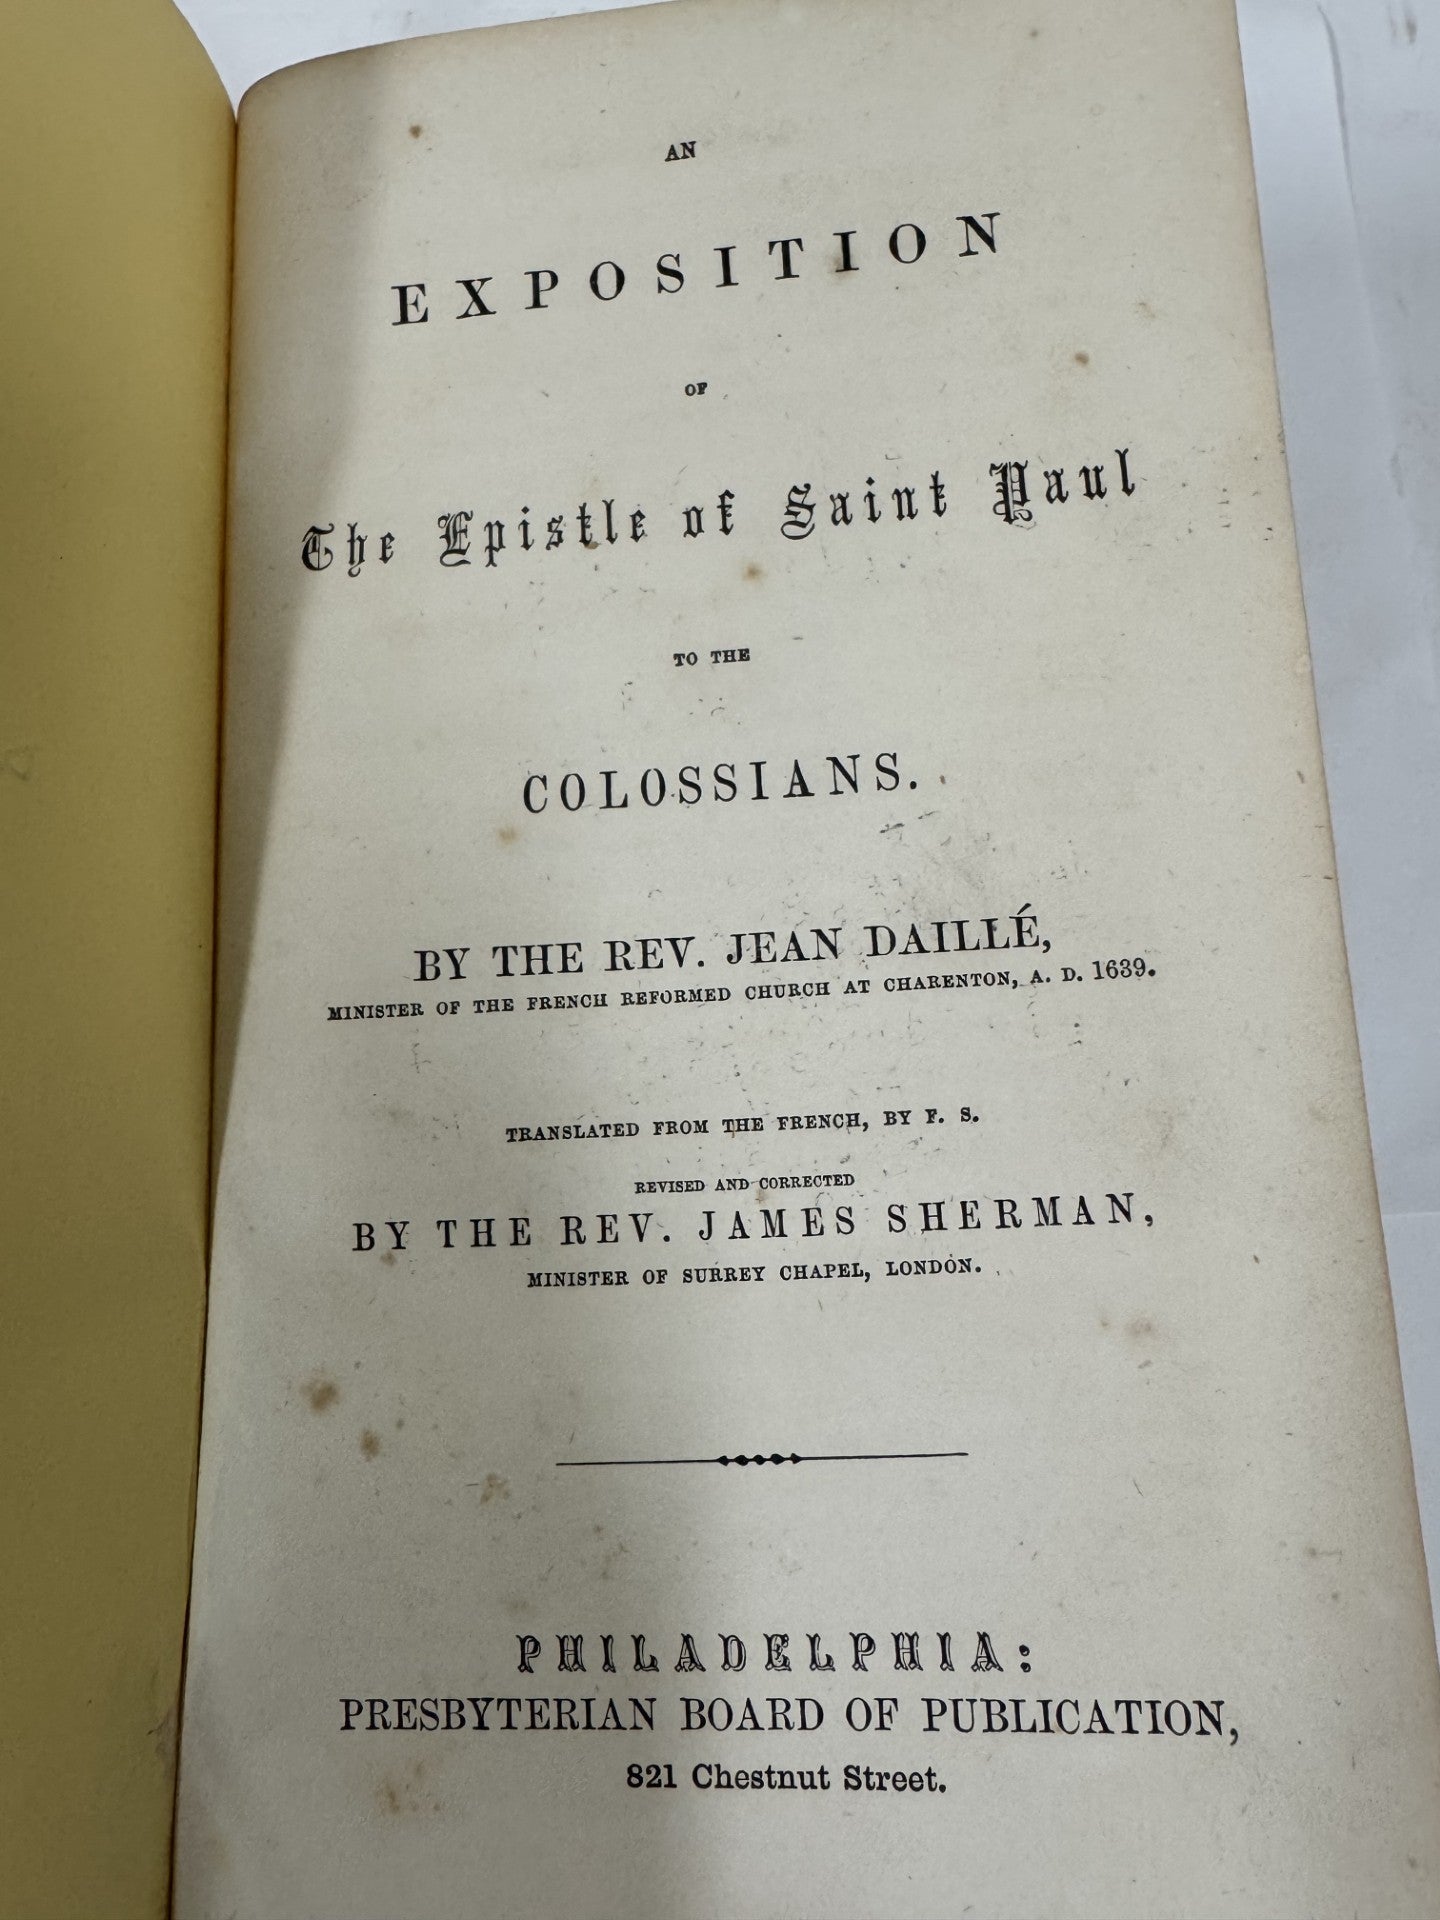 AN
EXPOSITION
OF
The Epistle of Saint Paul
TO THE
COLOSSIANS.
BY THE REV. JEAN DAILLÉ,
MINISTER OF THE FRENCH REFORMED CHURCH AT CHARENTON, A. D. 1639.
TRANSLATED FROM THE FRENCH, BY F. S.
REVISED AND CORRECTED
BY THE REV. JAMES SHERMAN,
MINISTER OF SURREY CHAPEL, LONDON.
PHILADELPHIA:
PRESBYTERIAN BOARD OF PUBLICATION,
821 Chestnut Street.